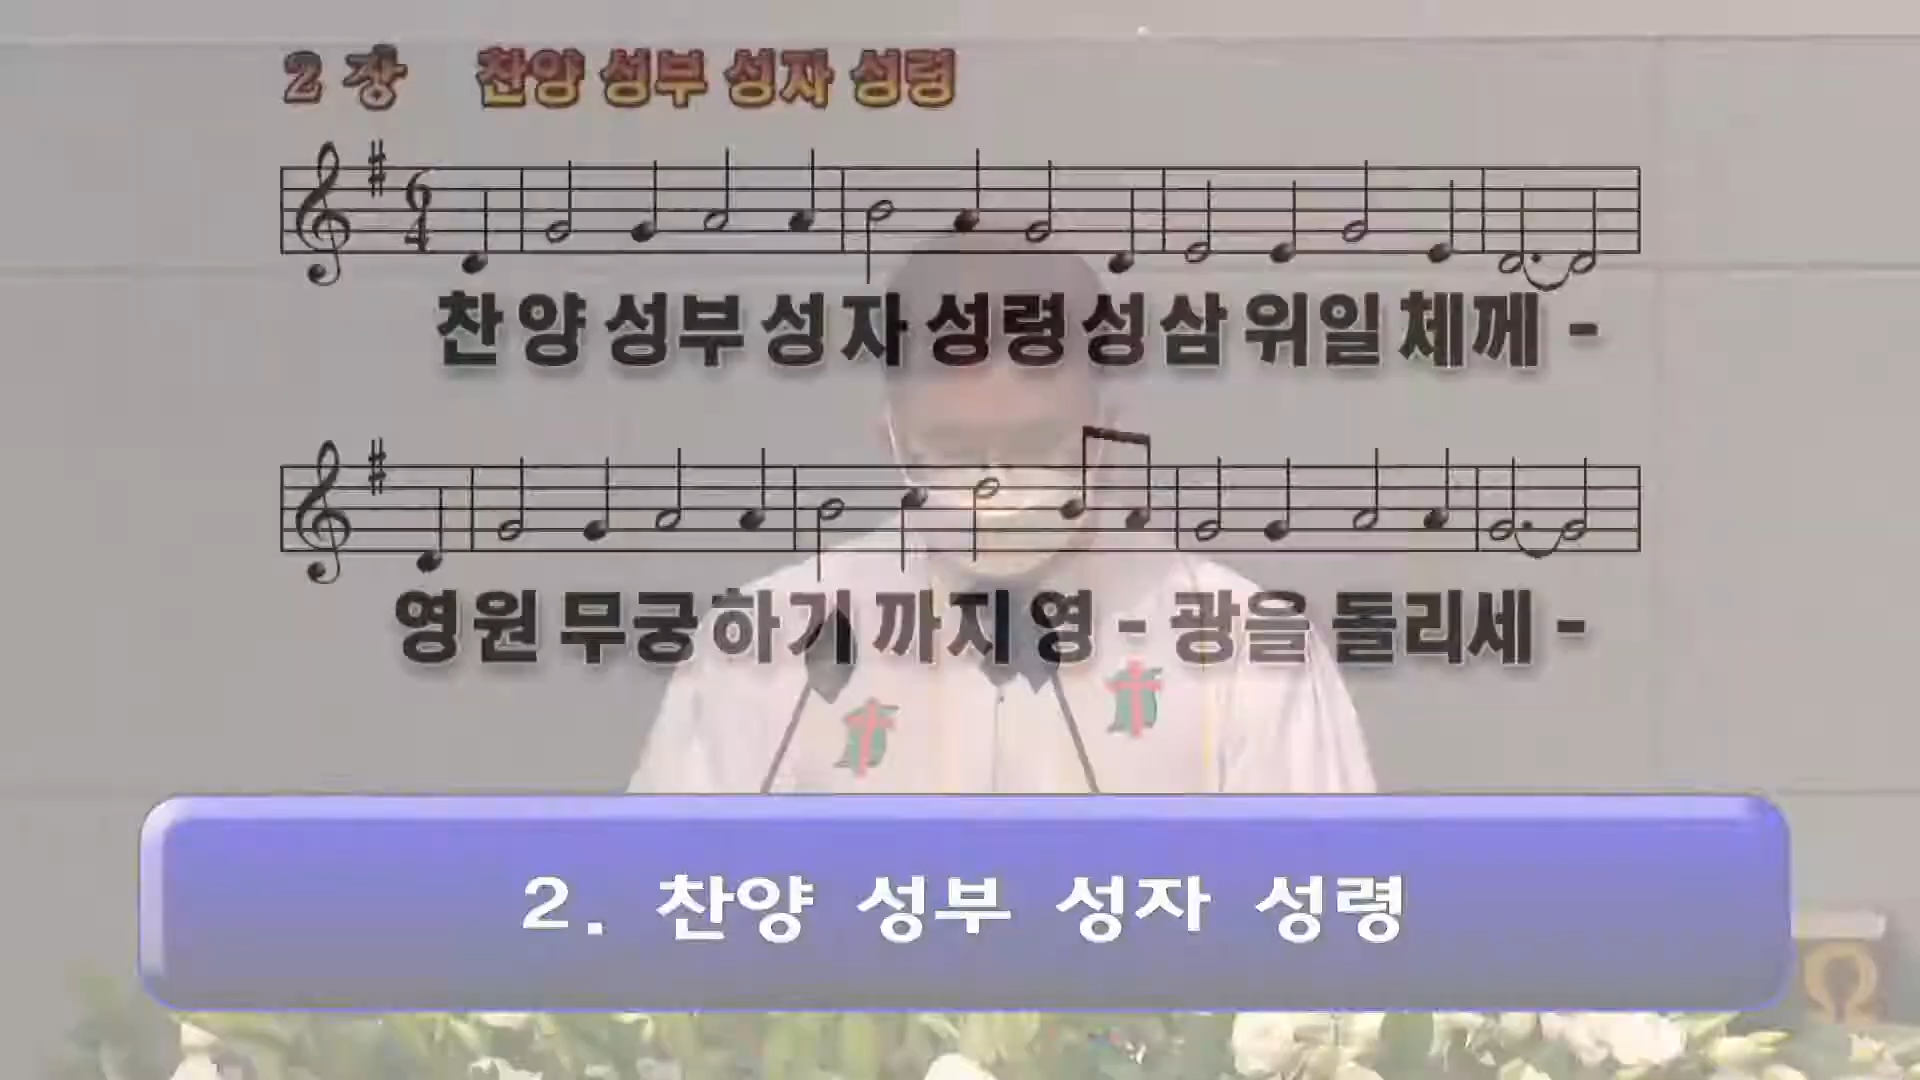 2 장 찬양 성부 성자 성령
6
4
찬양성부성자성령성삼위일체께 -
영원무궁하기까지영 - 광을돌리세 -
2. 찬양 성부 성자 성령
Ω